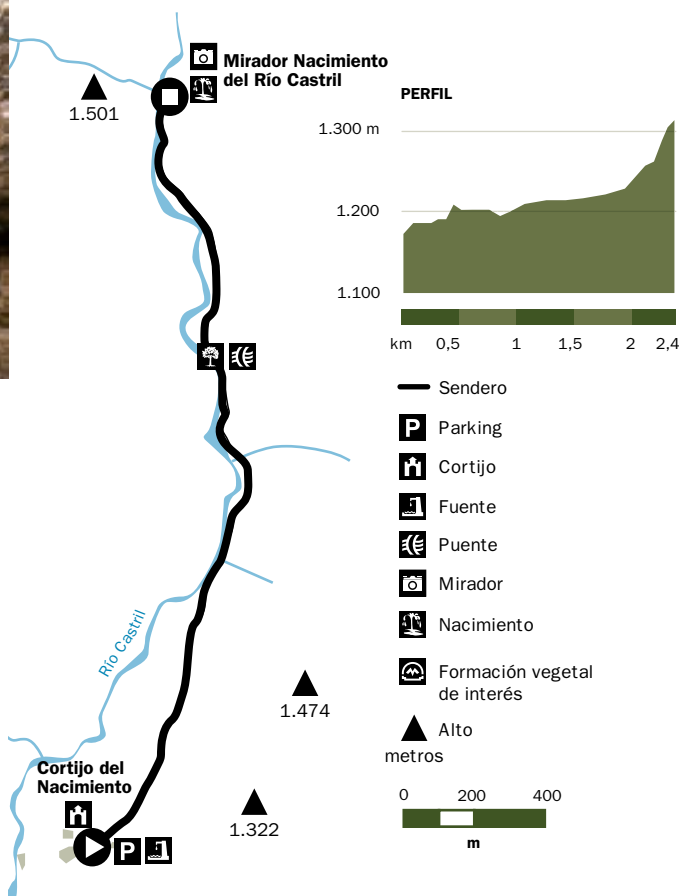 Mirador Nacimiento
del Río Castril
1.501
PERFIL
1.300 m
1.200
1.100
km 0,5 1 1,5 2 2,4
Sendero
P Parking
Cortijo
Fuente
Puente
Mirador
Nacimiento
Formación vegetal
de interés
Alto
metros
0 200 400
m
Río Castril
1.474
Cortijo del
Nacimiento
P
1.322